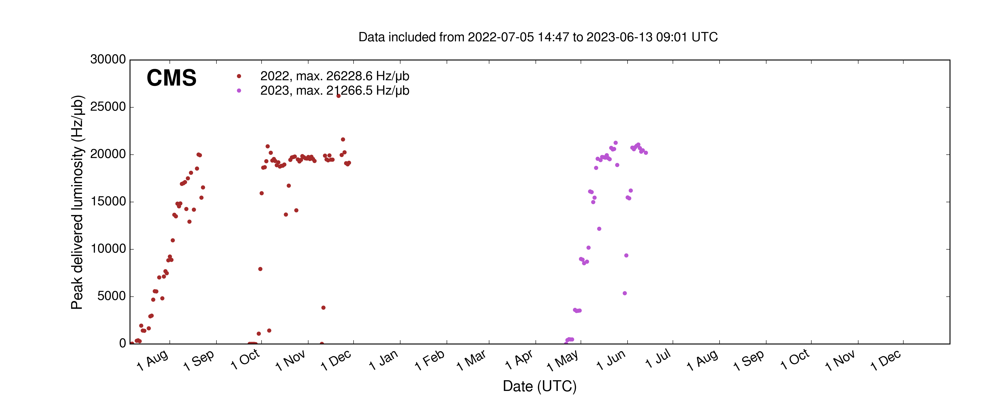 Data included from 2022-07-05 14:47 to 2023-06-13 09:01 UTC
CMS
2022, max. 26228.6 Hz/µb
2023, max. 21266.5 Hz/µb
Peak delivered luminosity (Hz/µb)
30000
25000
20000
15000
10000
5000
0
1 Aug
1 Sep
1 Oct
1 Nov
1 Dec
1 Jan
1 Feb
1 Mar
1 Apr
1 May
1 Jun
1 Jul
1 Aug
1 Sep
1 Oct
1 Nov
1 Dec
Date (UTC)